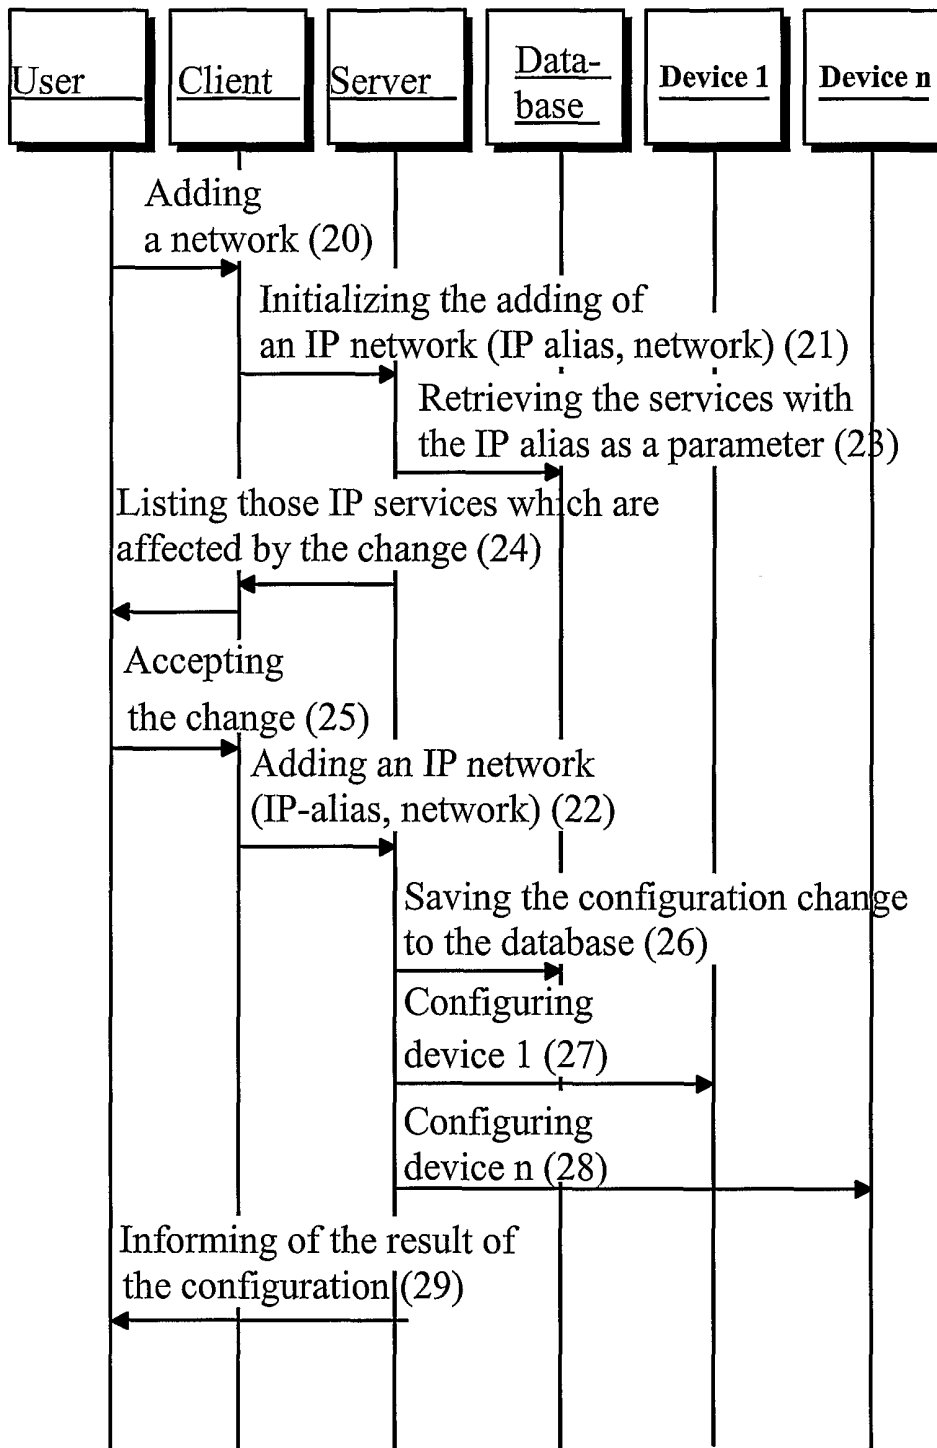 User
Client
Server
Data-
base
Device 1
Device n
Adding
a network (20)
Initializing the adding of
an IP network (IP alias, network) (21)
Retrieving the services with
the IP alias as a parameter (23)
Listing those IP services which are
affected by the change (24)
Accepting
the change (25)
Adding an IP network
(IP-alias, network) (22)
Saving the configuration change
to the database (26)
Configuring
device 1 (27)
Configuring
device n (28)
Informing of the result of
the configuration (29)